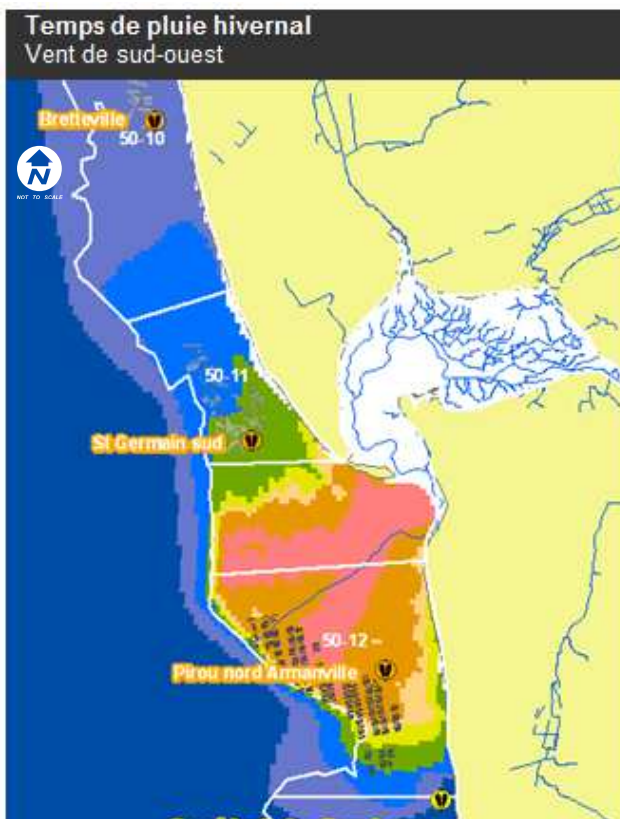 Temps de pluie hivernal
Vent de sud-ouest
Bretteville
50-10
N
NOT TO SCALE
50-11
St Germain sud
50-12
Pirou nord Armanville